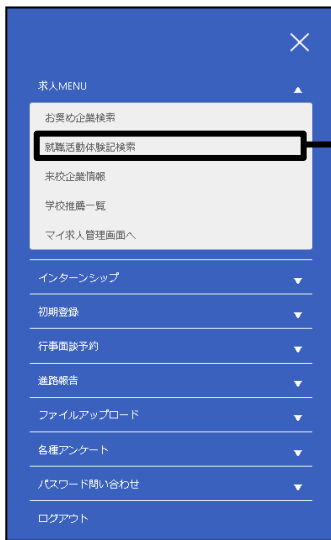 求人MENU
お奨め企業検索
就職活動体験記検索
来校企業情報
学校推薦一覧
マイ求人管理画面へ
インターンシップ
初期登録
行事面談予約
進路報告
ファイルアップロード
各種アンケート
パスワード問い合わせ
ログアウト